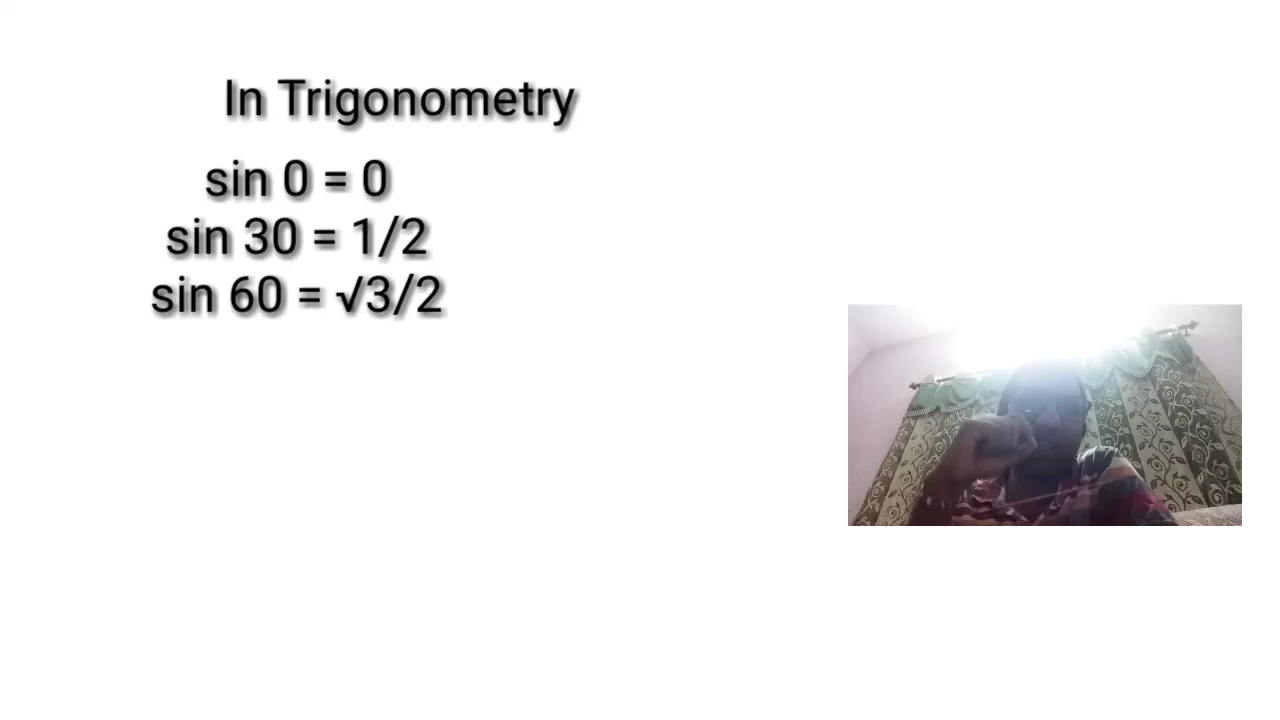 In Trigonometry
sin 0 = 0
sin 30 = 1/2
sin 60 = √3/2